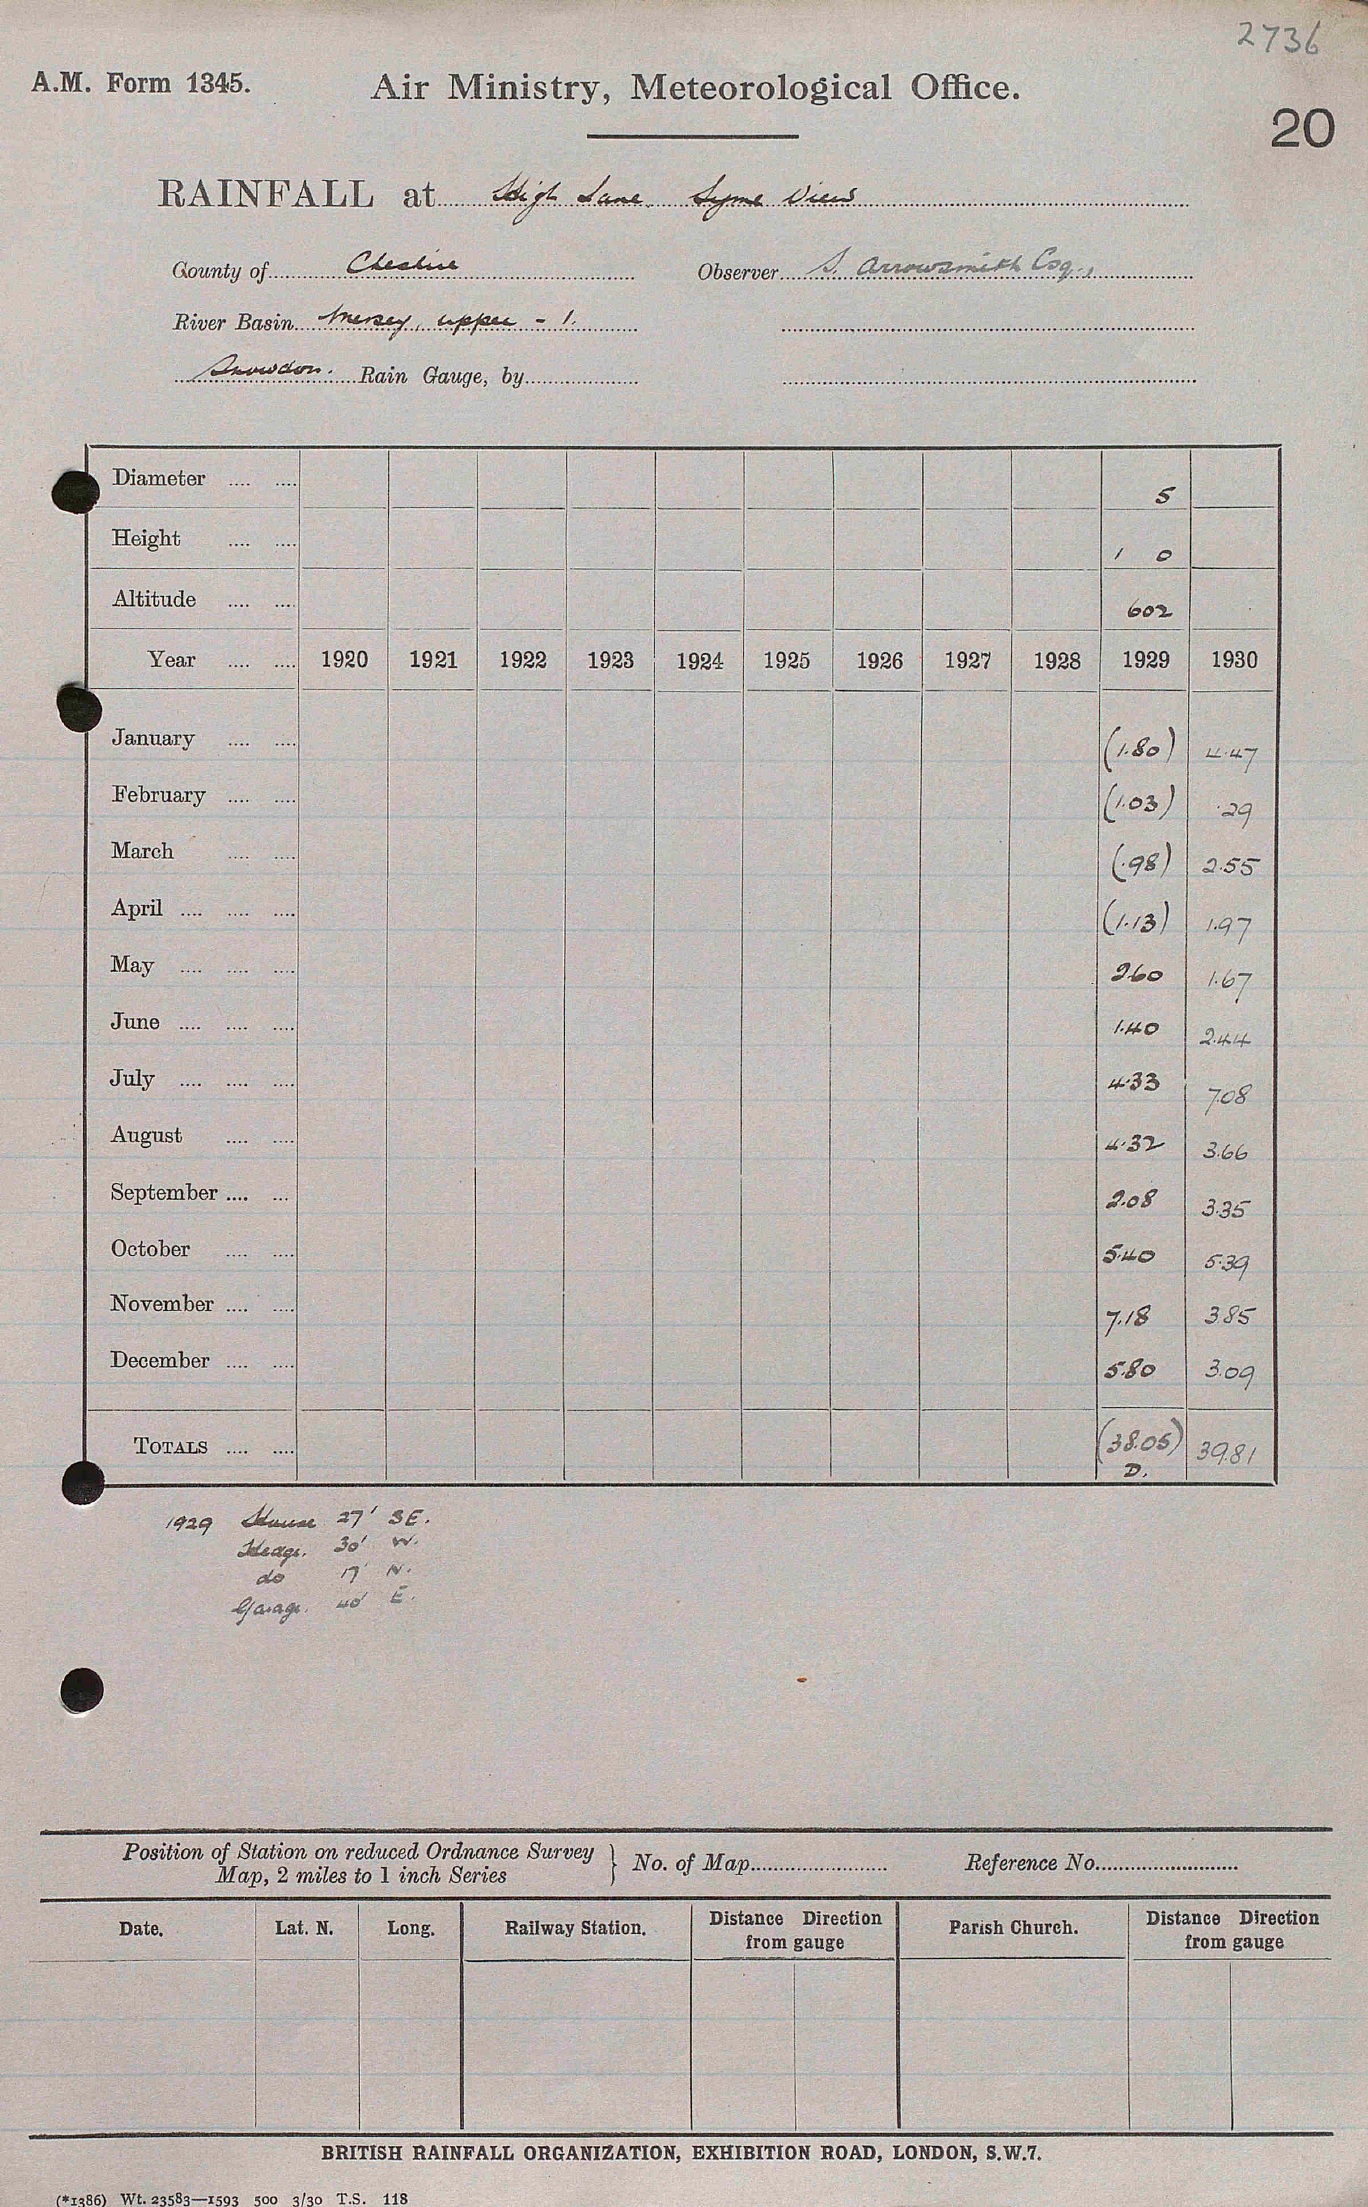 2736
A.M. Form 1345. Air Ministry, Meteorological Office.
20
RAINFALL at High Lane. Lyme View
County of Cheshire Observer S. Arrowsmith Esq.,
River Basin Mersey, upper - 1.
Snowdon. Rain Gauge, by
Diameter 5
Height 1 0
Altitude 602
Year 1920 1921 1922 1923 1924 1925 1926 1927 1928 1929 1930
January (1.80) 4.47
February (1.03) .29
March (.98) 2.55
April (1.13) 1.97
May 2.60 1.67
June 1.40 2.44
July 4.33 7.08
August 4.32 3.66
September 2.08 3.35
October 5.40 5.39
November 7.18 3.85
December 5.80 3.09
TOTALS (38.05) 39.81
D.
1929 House 27' SE.
Hedge. 30' W.
do 17' N.
Garage. 40' E.
Position of Station on reduced Ordnance Survey Map, 2 miles to 1 inch Series } No. of Map Reference No.
Date. Lat. N. Long. Railway Station. Distance Direction from gauge Parish Church. Distance Direction from gauge
BRITISH RAINFALL ORGANIZATION, EXHIBITION ROAD, LONDON, S.W.7.
(*1386) Wt. 23583—1593 500 3/30 T.S. 118